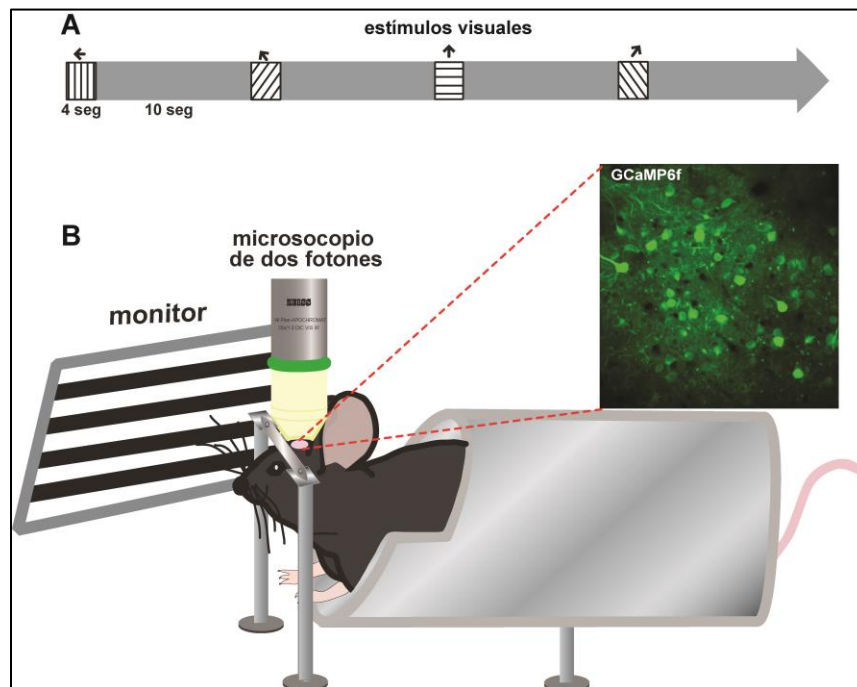 A
estímulos visuales
4 seg
10 seg
GCaMP6f
B
microsocopio
de dos fotones
monitor